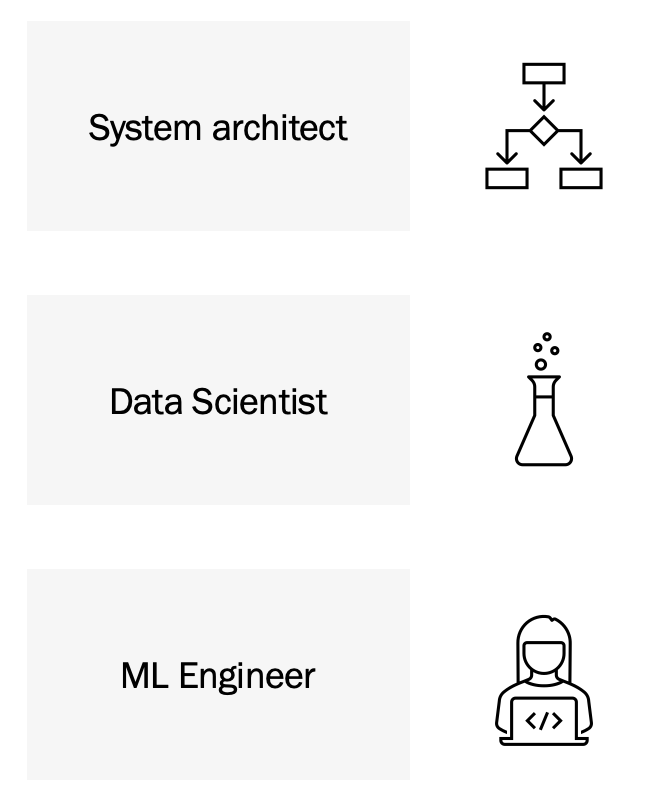 System architect
Data Scientist
ML Engineer
</>